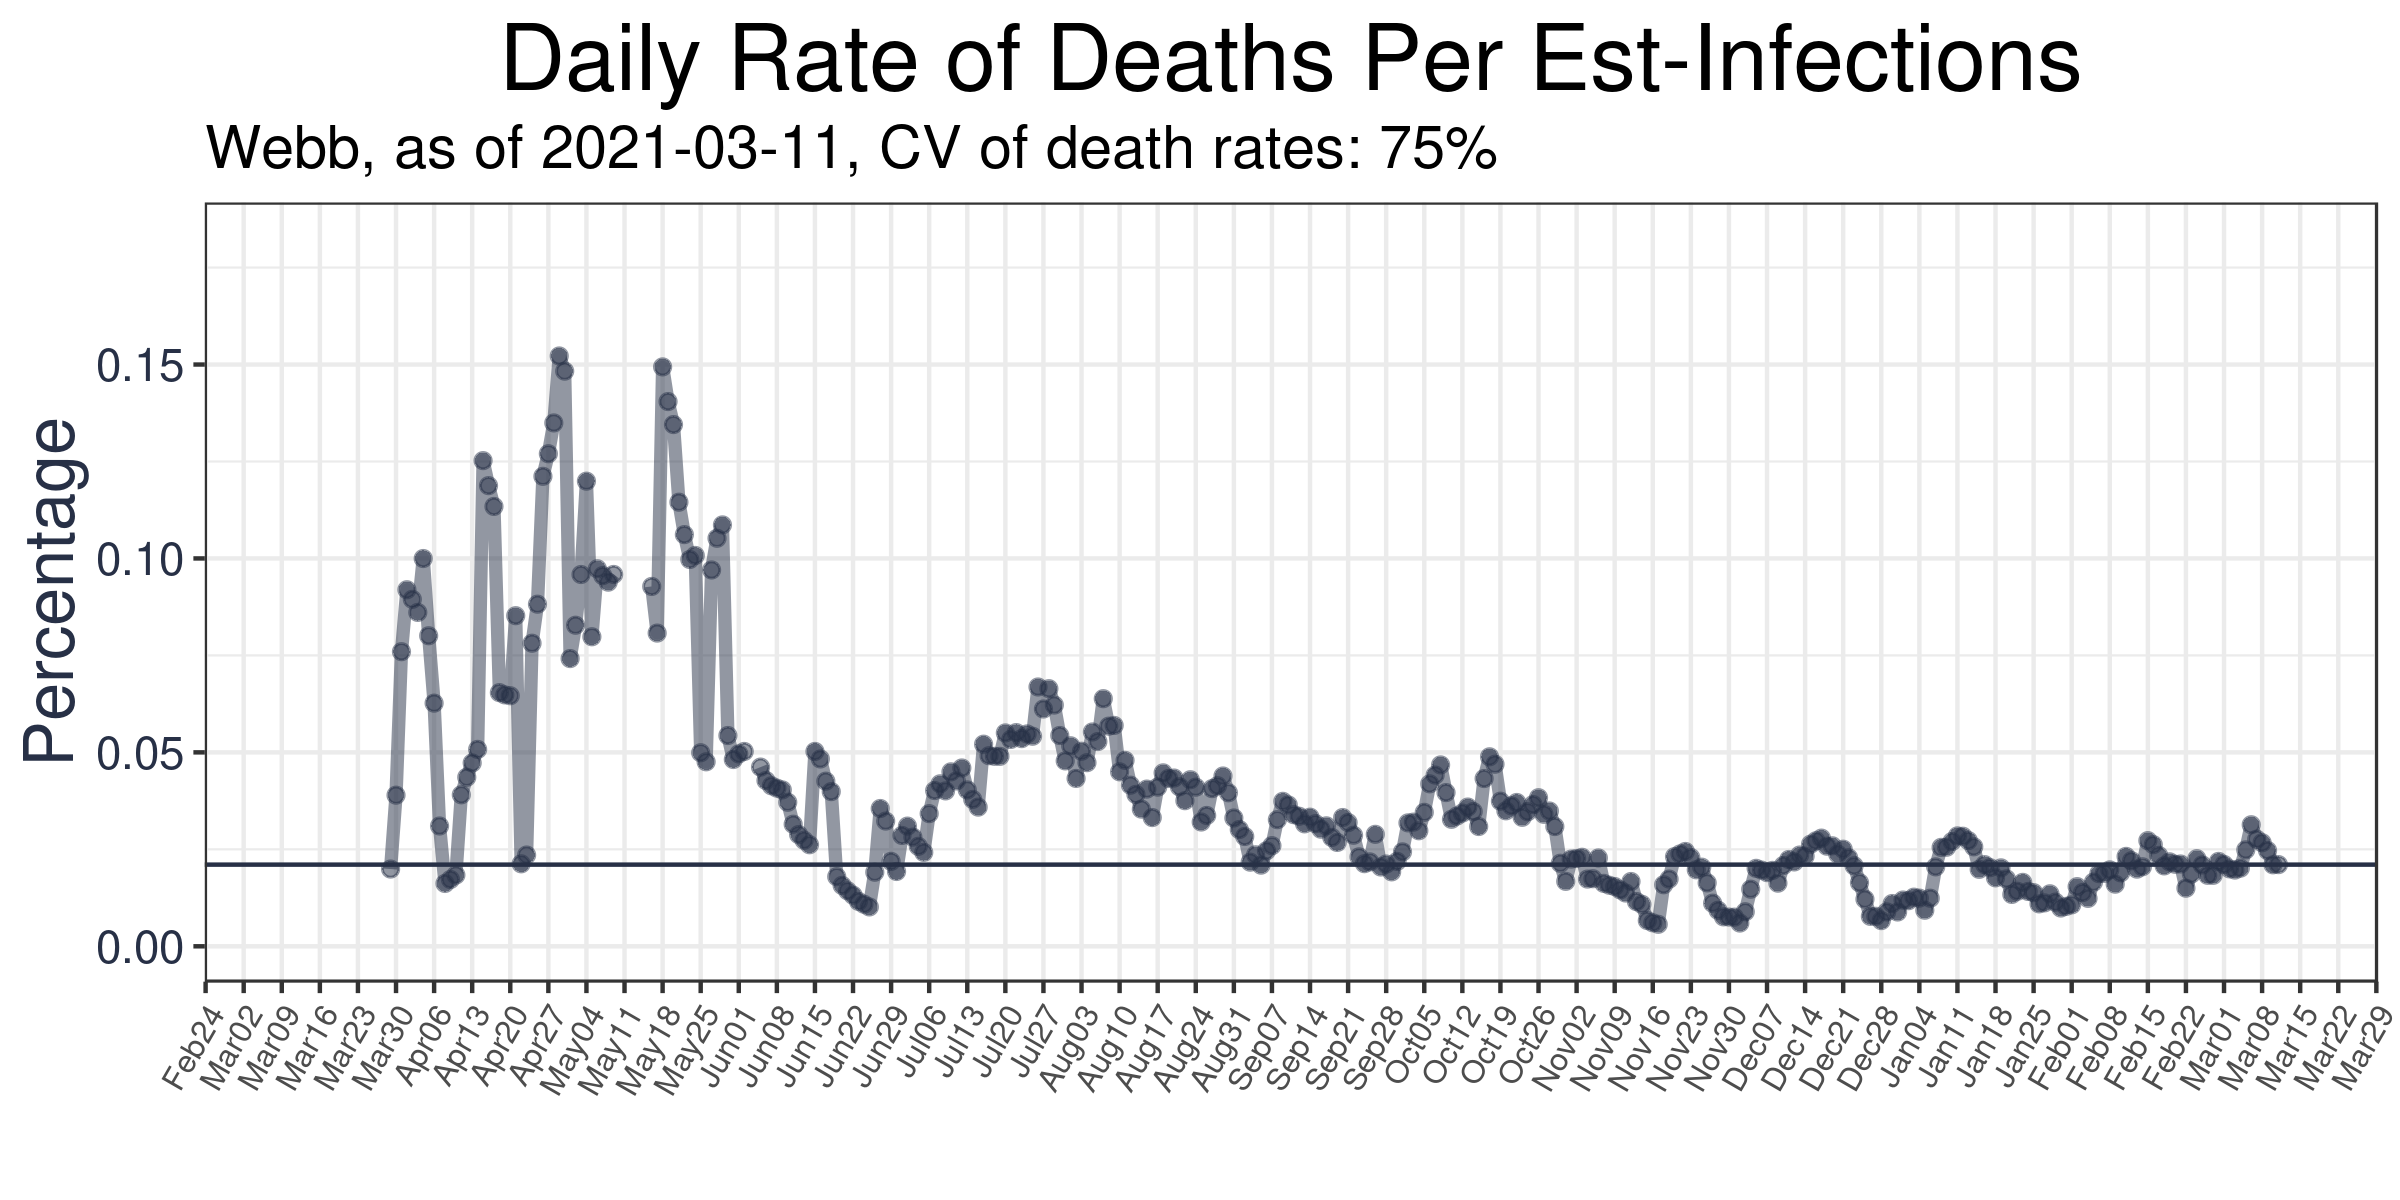 Daily Rate of Deaths Per Est-Infections
Webb, as of 2021-03-11, CV of death rates: 75%
Percentage
0.15
0.10
0.05
0.00
Feb24 Mar02 Mar09 Mar16 Mar23 Mar30 Apr06 Apr13 Apr20 Apr27 May04 May11 May18 May25 Jun01 Jun08 Jun15 Jun22 Jun29 Jul06 Jul13 Jul20 Jul27 Aug03 Aug10 Aug17 Aug24 Aug31 Sep07 Sep14 Sep21 Sep28 Oct05 Oct12 Oct19 Oct26 Nov02 Nov09 Nov16 Nov23 Nov30 Dec07 Dec14 Dec21 Dec28 Jan04 Jan11 Jan18 Jan25 Feb01 Feb08 Feb15 Feb22 Mar01 Mar08 Mar15 Mar22 Mar29